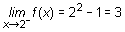 lim f(x) = 2² − 1 = 3
x→2⁻